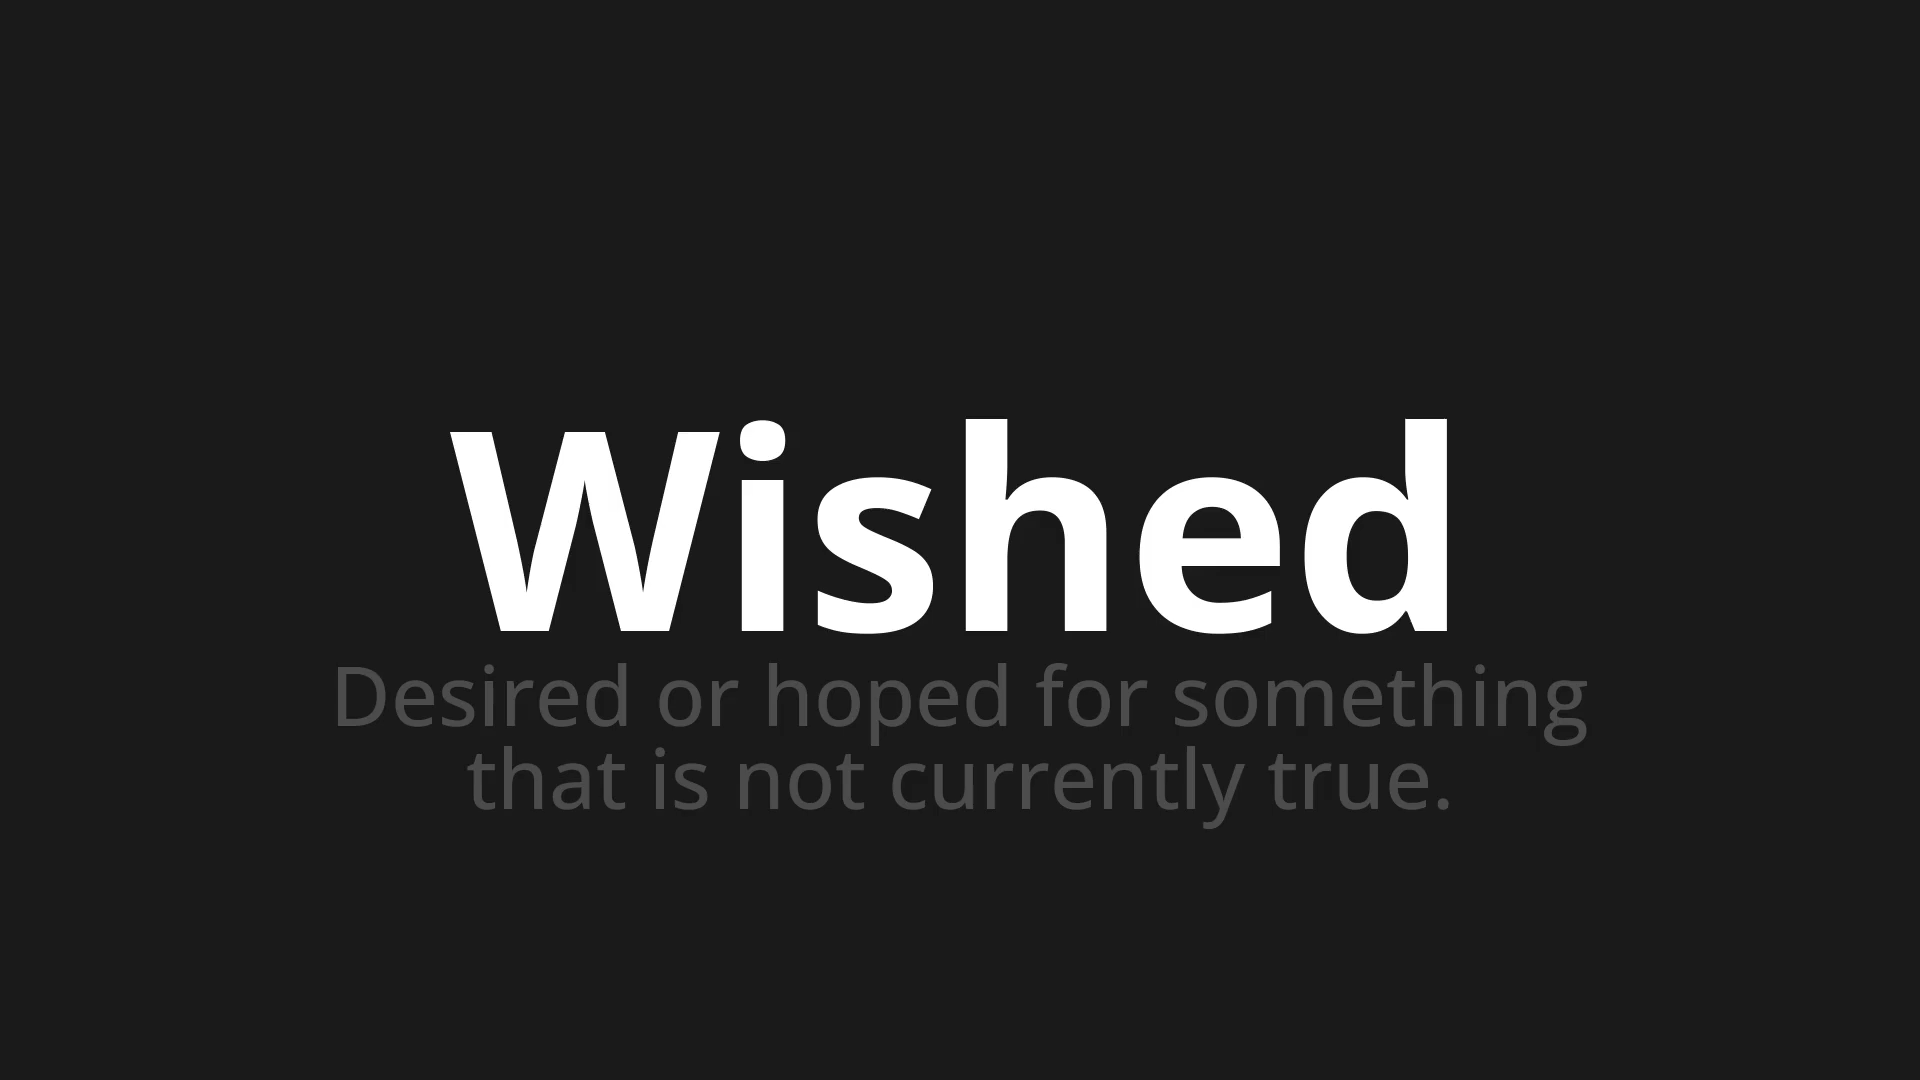 Wished
Desired or hoped for something
that is not currently true.